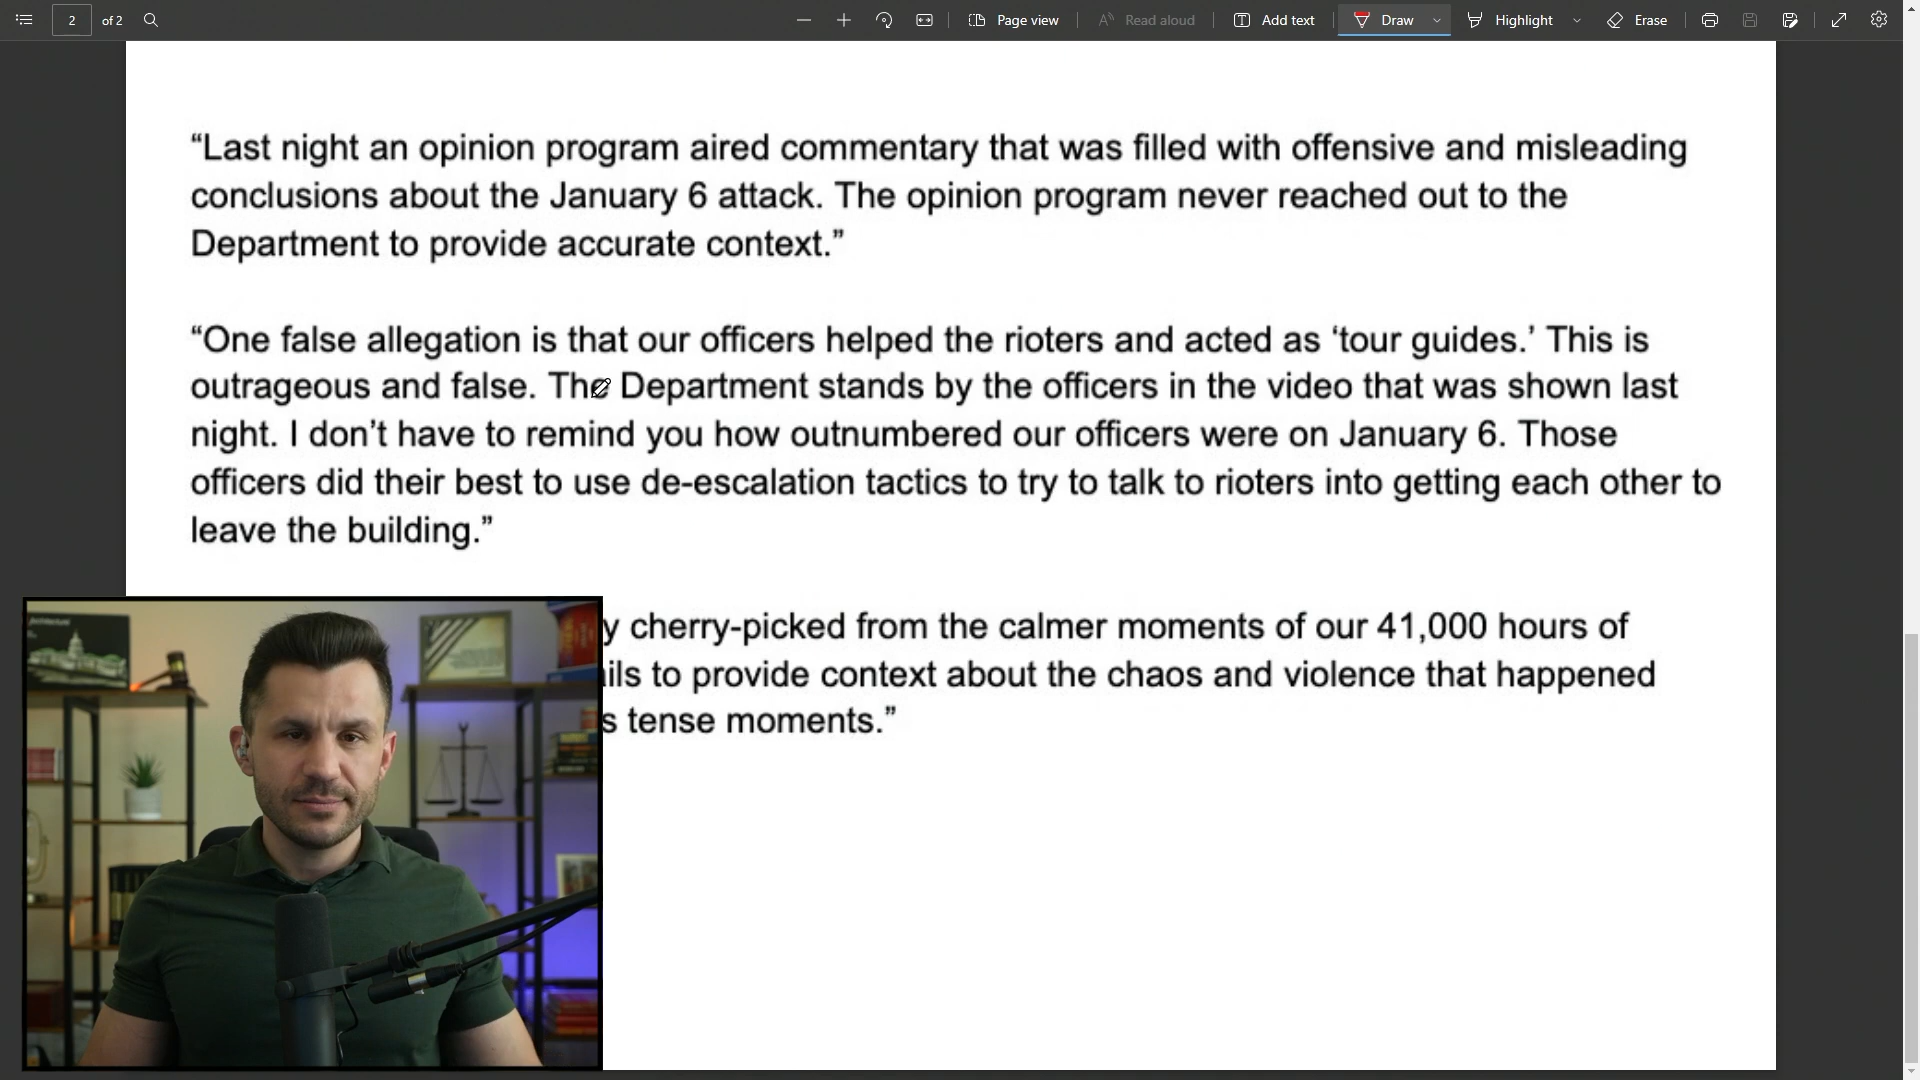 2 of 2 Page view Read aloud Add text Draw Highlight Erase
“Last night an opinion program aired commentary that was filled with offensive and misleading
conclusions about the January 6 attack. The opinion program never reached out to the
Department to provide accurate context.”
“One false allegation is that our officers helped the rioters and acted as ‘tour guides.’ This is
outrageous and false. The Department stands by the officers in the video that was shown last
night. I don’t have to remind you how outnumbered our officers were on January 6. Those
officers did their best to use de-escalation tactics to try to talk to rioters into getting each other to
leave the building.”
y cherry-picked from the calmer moments of our 41,000 hours of
ils to provide context about the chaos and violence that happened
s tense moments.”